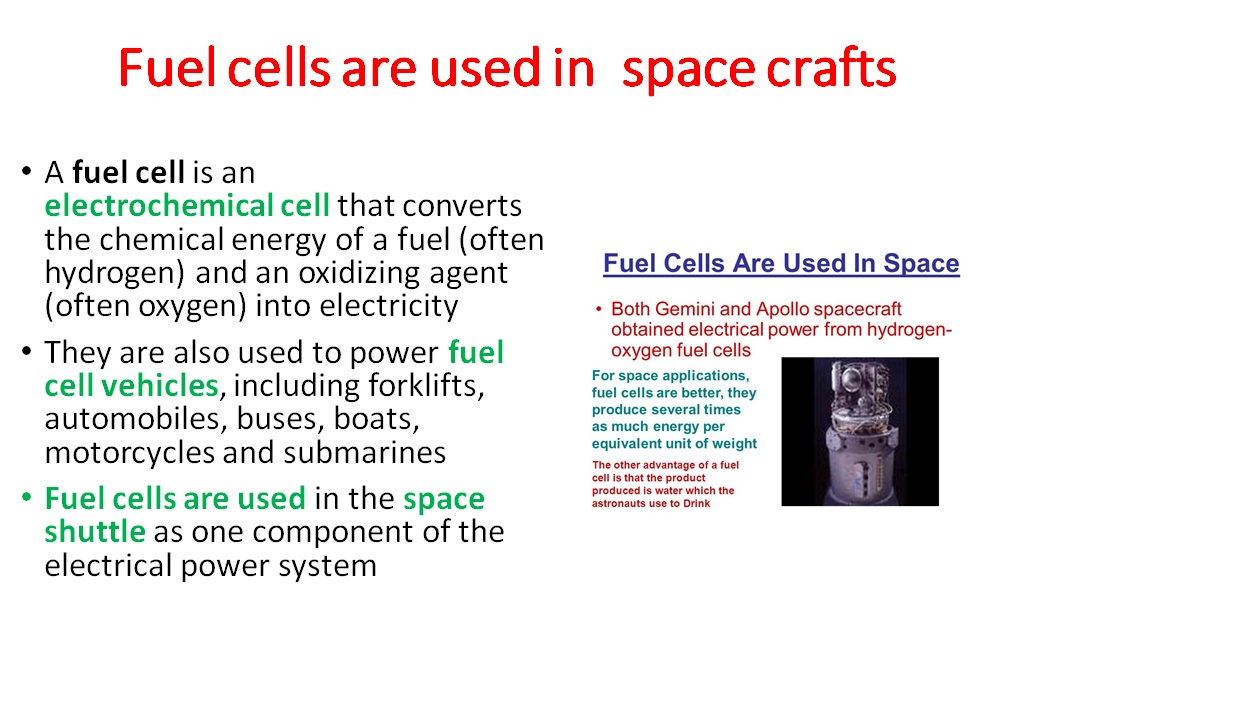 Fuel cells are used in  space crafts
• A fuel cell is an
electrochemical cell that converts
the chemical energy of a fuel (often
hydrogen) and an oxidizing agent
(often oxygen) into electricity
• They are also used to power fuel
cell vehicles, including forklifts,
automobiles, buses, boats,
motorcycles and submarines
• Fuel cells are used in the space
shuttle as one component of the
electrical power system
Fuel Cells Are Used In Space
• Both Gemini and Apollo spacecraft
obtained electrical power from hydrogen-
oxygen fuel cells
For space applications,
fuel cells are better, they
produce several times
as much energy per
equivalent unit of weight
The other advantage of a fuel
cell is that the product
produced is water which the
astronauts use to Drink